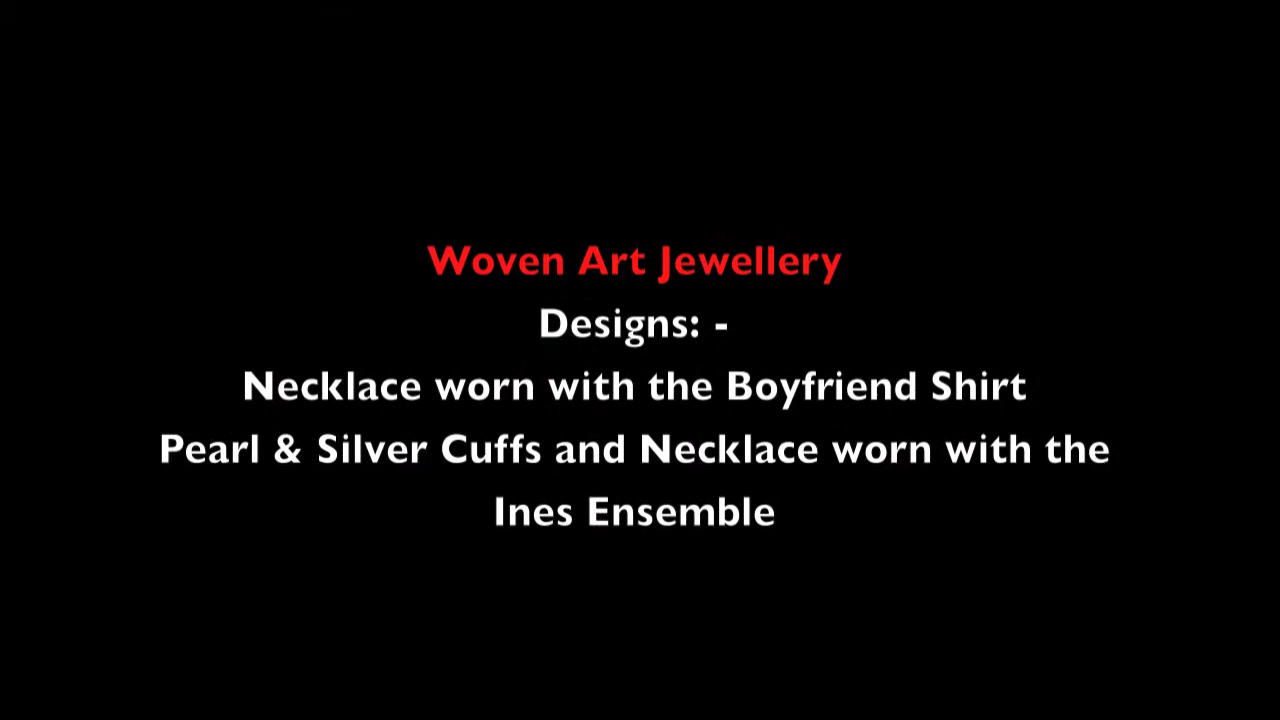 Woven Art Jewellery
Designs: -
Necklace worn with the Boyfriend Shirt
Pearl & Silver Cuffs and Necklace worn with the
Ines Ensemble